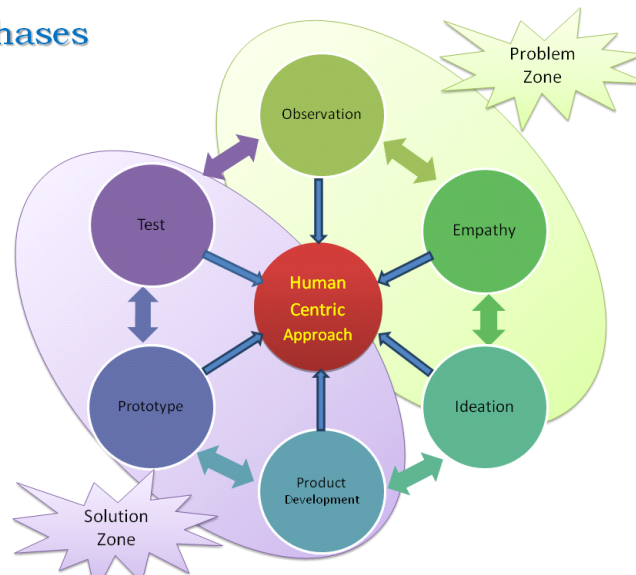 hases
Problem
Zone
Observation
Test
Empathy
Human
Centric
Approach
Prototype
Ideation
Product
Development
Solution
Zone